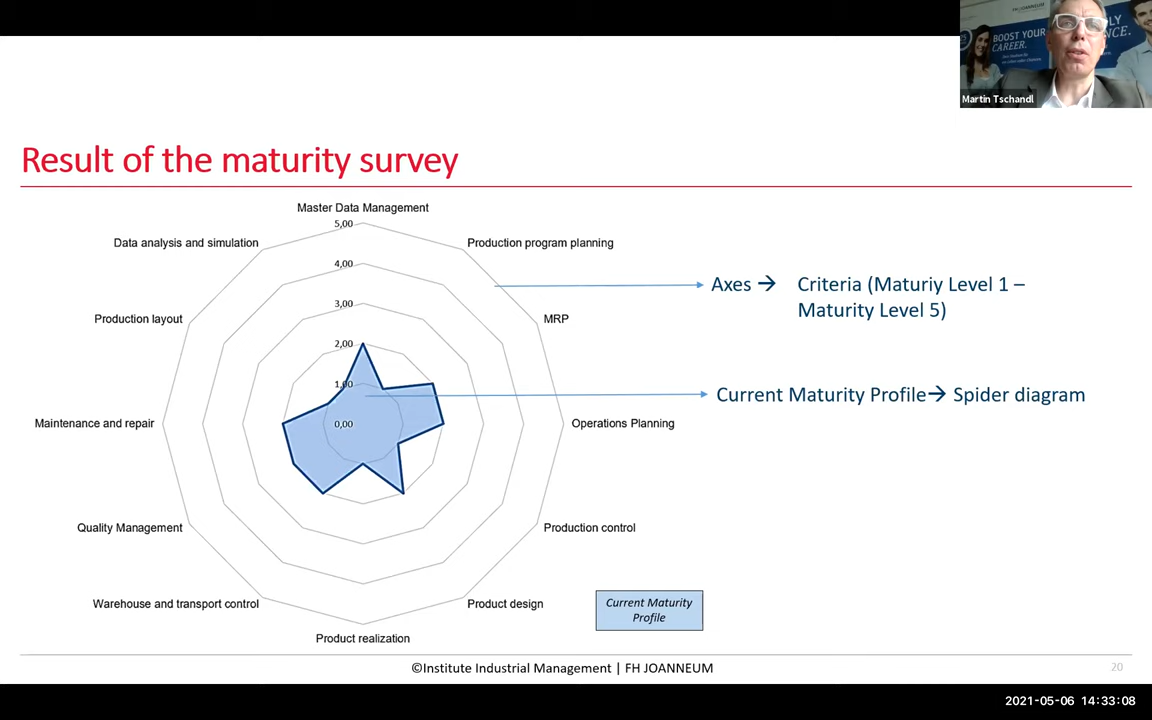 BOOST YOUR
CAREER.
Martin Tschandl
Result of the maturity survey
Master Data Management
5,00
Data analysis and simulation
Production program planning
4,00
Axes → Criteria (Maturiy Level 1 –
Maturity Level 5)
3,00
Production layout
MRP
2,00
1,00
Current Maturity Profile→ Spider diagram
Maintenance and repair
0,00
Operations Planning
Quality Management
Production control
Warehouse and transport control
Product design
Current Maturity
Profile
Product realization
©Institute Industrial Management | FH JOANNEUM
20
2021-05-06 14:33:08